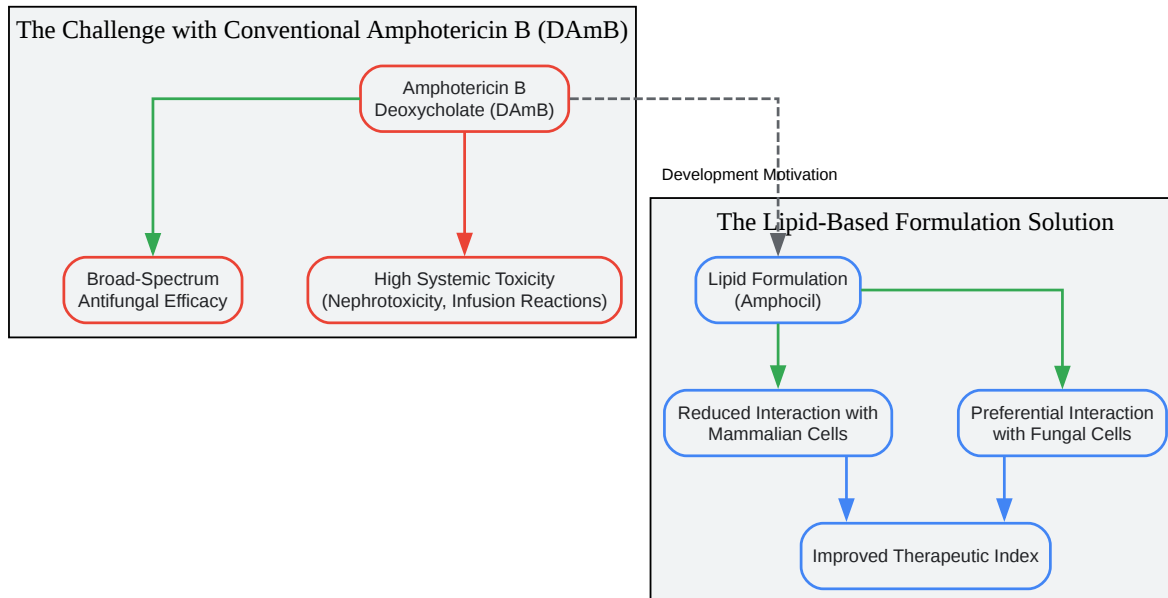 The Challenge with Conventional Amphotericin B (DAmB)
Amphotericin B
Deoxycholate (DAmB)
Broad-Spectrum
Antifungal Efficacy
High Systemic Toxicity
(Nephrotoxicity, Infusion Reactions)
Development Motivation
The Lipid-Based Formulation Solution
Lipid Formulation
(Amphocil)
Reduced Interaction with
Mammalian Cells
Preferential Interaction
with Fungal Cells
Improved Therapeutic Index